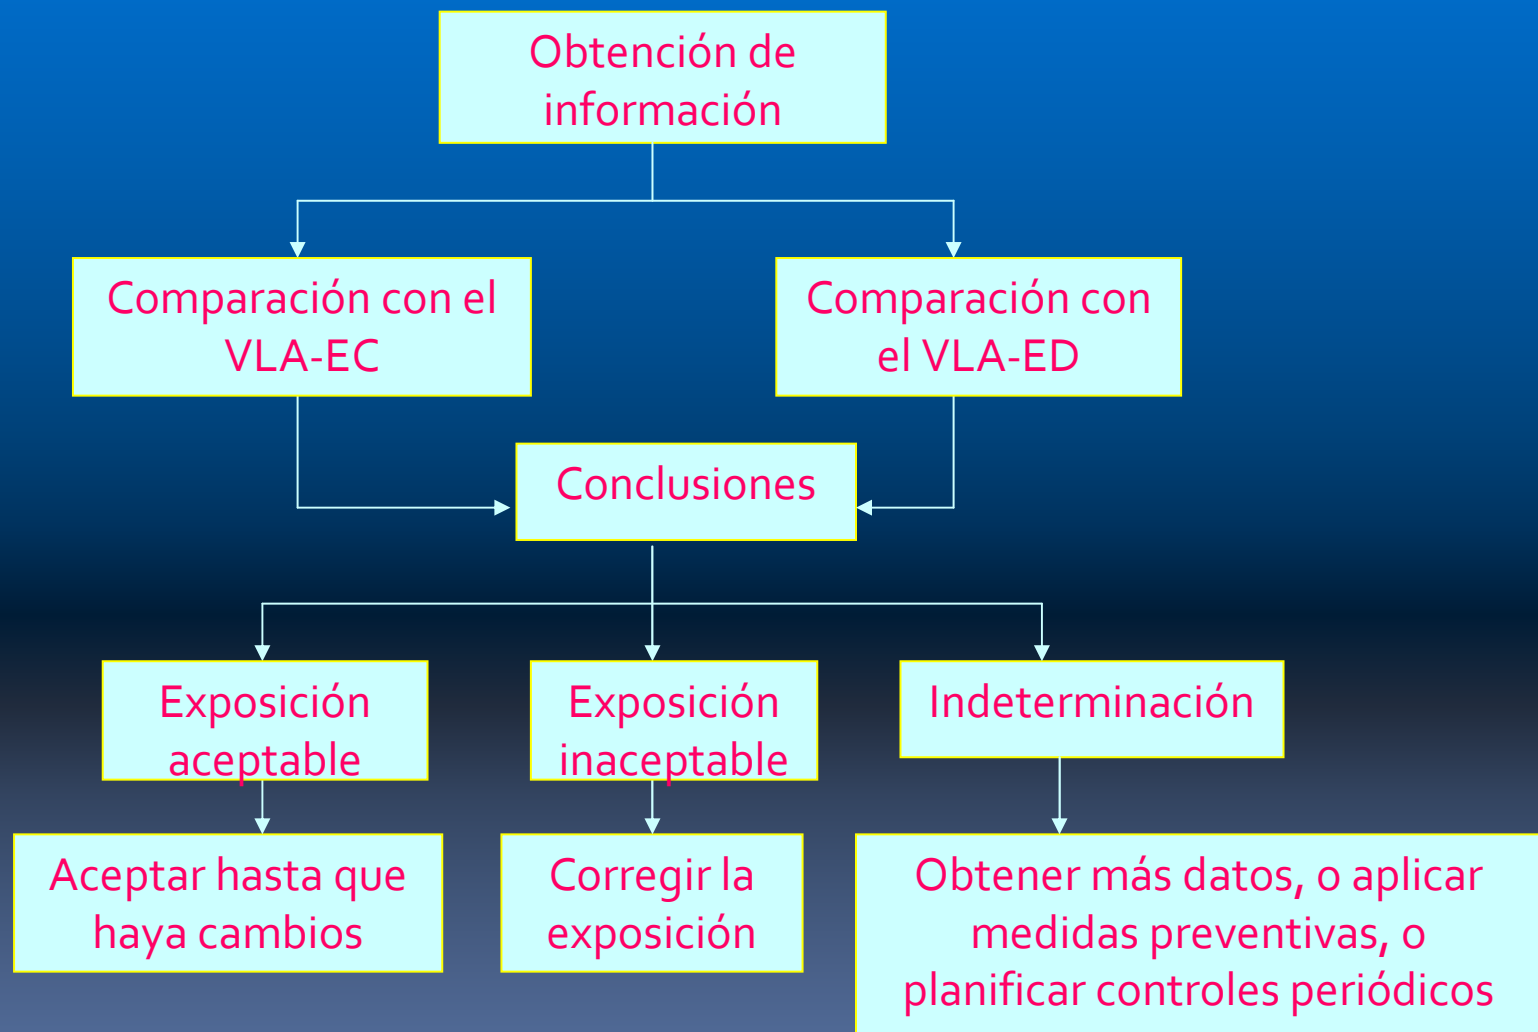 Obtención de
información
Comparación con el
VLA-EC
Comparación con
el VLA-ED
Conclusiones
Exposición
aceptable
Exposición
inaceptable
Indeterminación
Aceptar hasta que
haya cambios
Corregir la
exposición
Obtener más datos, o aplicar
medidas preventivas, o
planificar controles periódicos